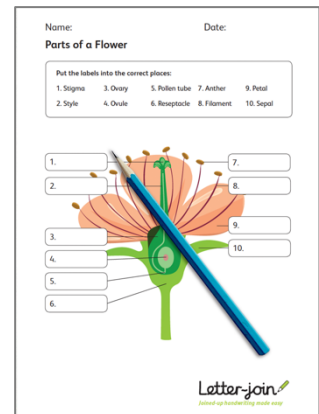 Name: Date:
Parts of a Flower
Put the labels into the correct places:
1. Stigma 3. Ovary 5. Pollen tube 7. Anther 9. Petal
2. Style 4. Ovule 6. Reseptacle 8. Filament 10. Sepal
1. 7.
2. 8.
3. 9.
4. 10.
5.
6.
Letter-join
Joined-up handwriting made easy